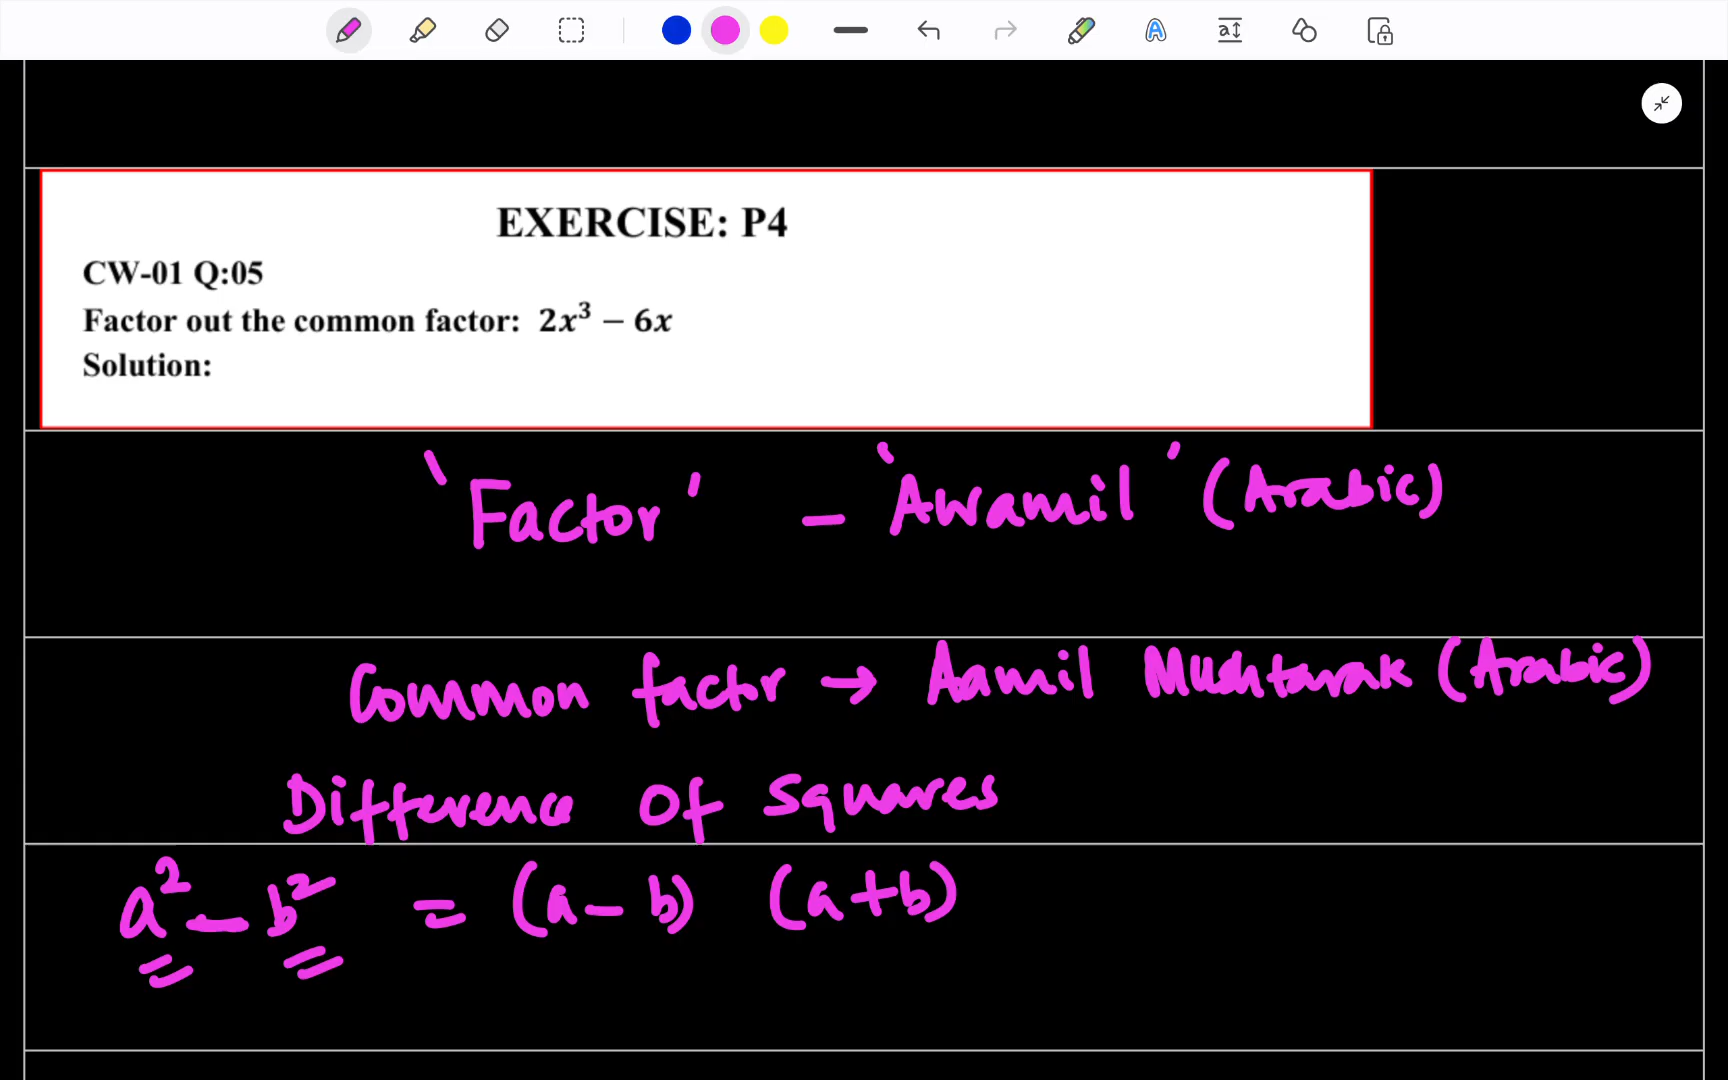 EXERCISE: P4
CW-01 Q:05
Factor out the common factor: 2x³ − 6x
Solution:
'Factor' – 'Awamil' (Arabic)
Common factor → Aamil Mushtarak (Arabic)
Difference of squares
a² – b² = (a – b) (a + b)